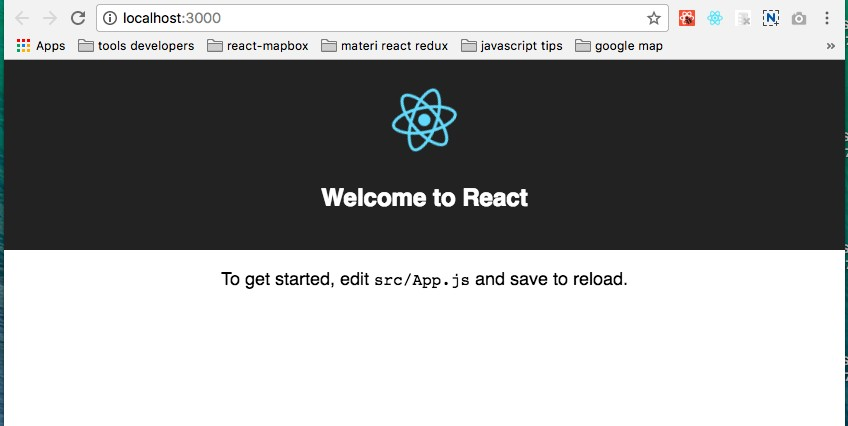 localhost:3000
Apps tools developers react-mapbox materi react redux javascript tips google map »
Welcome to React
To get started, edit src/App.js and save to reload.